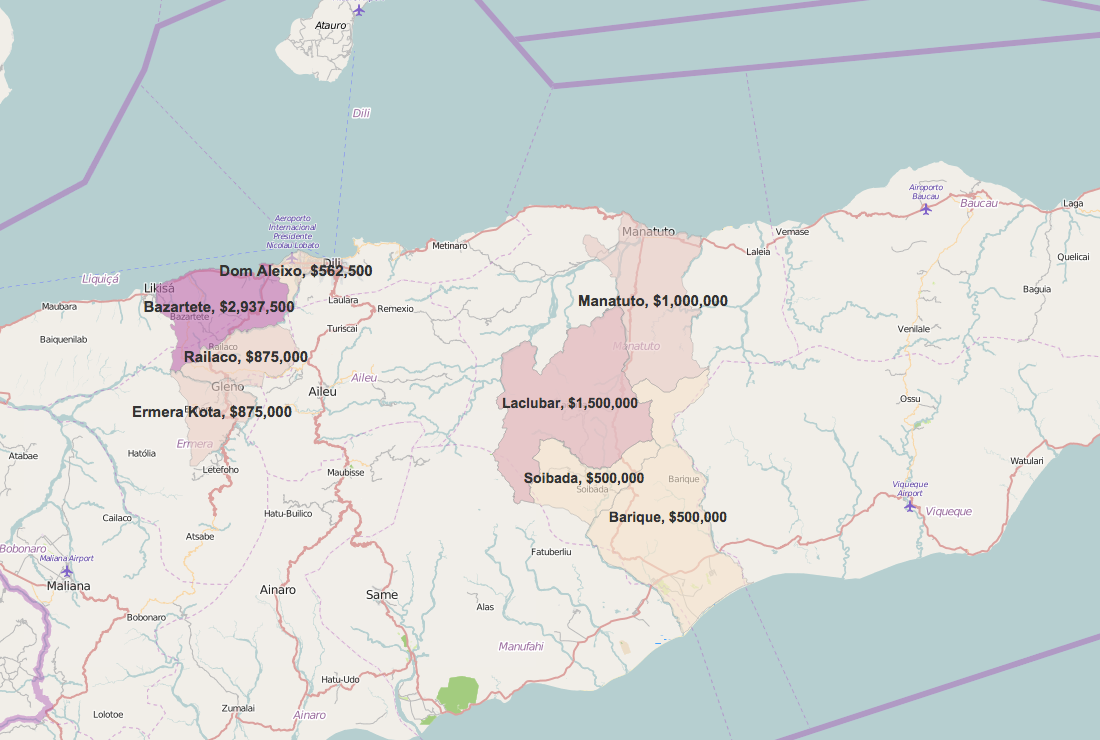 Atauro
Dili
Airoporto
Baucau
Baucau
Laga
Aeroporto
Internacional
Presidente
Nicolau Lobato
Manatuto
Vemase
Metinaro
Laleia
Quelicai
Dili
Dom Aleixo, $562,500
Liquiçá
Likisá
Baguia
Maubara
Bazartete, $2,937,500
Laulara
Remexio
Manatuto, $1,000,000
Bazartete
Turiscai
Venilale
Baiquenilab
Railaco
Manatuto
Railaco, $875,000
Gleno
Aileu
Aileu
Ossu
Laclubar, $1,500,000
Ermera Kota, $875,000
Ermera
Hatólia
Atabae
Letefoho
Maubisse
Watulari
Soibada, $500,000
Barique
Soibada
Viqueque
Airport
Viqueque
Barique, $500,000
Cailaco
Hatu-Builico
Atsabe
Bobonaro
Maliana Airport
Maliana
Fatuberliu
Ainaro
Same
Alas
Bobonaro
Manufahi
Hatu-Udo
Zumalai
Lolotoe
Ainaro